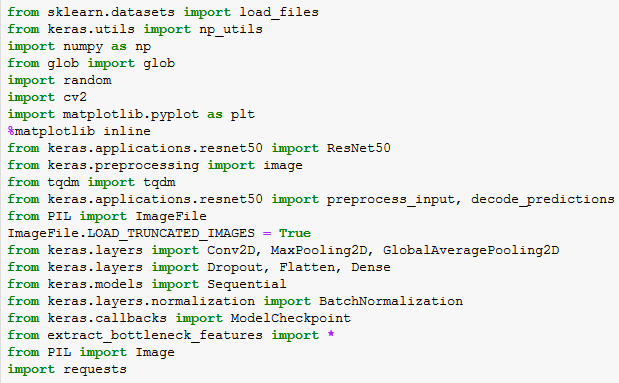 from sklearn.datasets import load_files
from keras.utils import np_utils
import numpy as np
from glob import glob
import random
import cv2
import matplotlib.pyplot as plt
%matplotlib inline
from keras.applications.resnet50 import ResNet50
from keras.preprocessing import image
from tqdm import tqdm
from keras.applications.resnet50 import preprocess_input, decode_predictions
from PIL import ImageFile
ImageFile.LOAD_TRUNCATED_IMAGES = True
from keras.layers import Conv2D, MaxPooling2D, GlobalAveragePooling2D
from keras.layers import Dropout, Flatten, Dense
from keras.models import Sequential
from keras.layers.normalization import BatchNormalization
from keras.callbacks import ModelCheckpoint
from extract_bottleneck_features import *
from PIL import Image
import requests